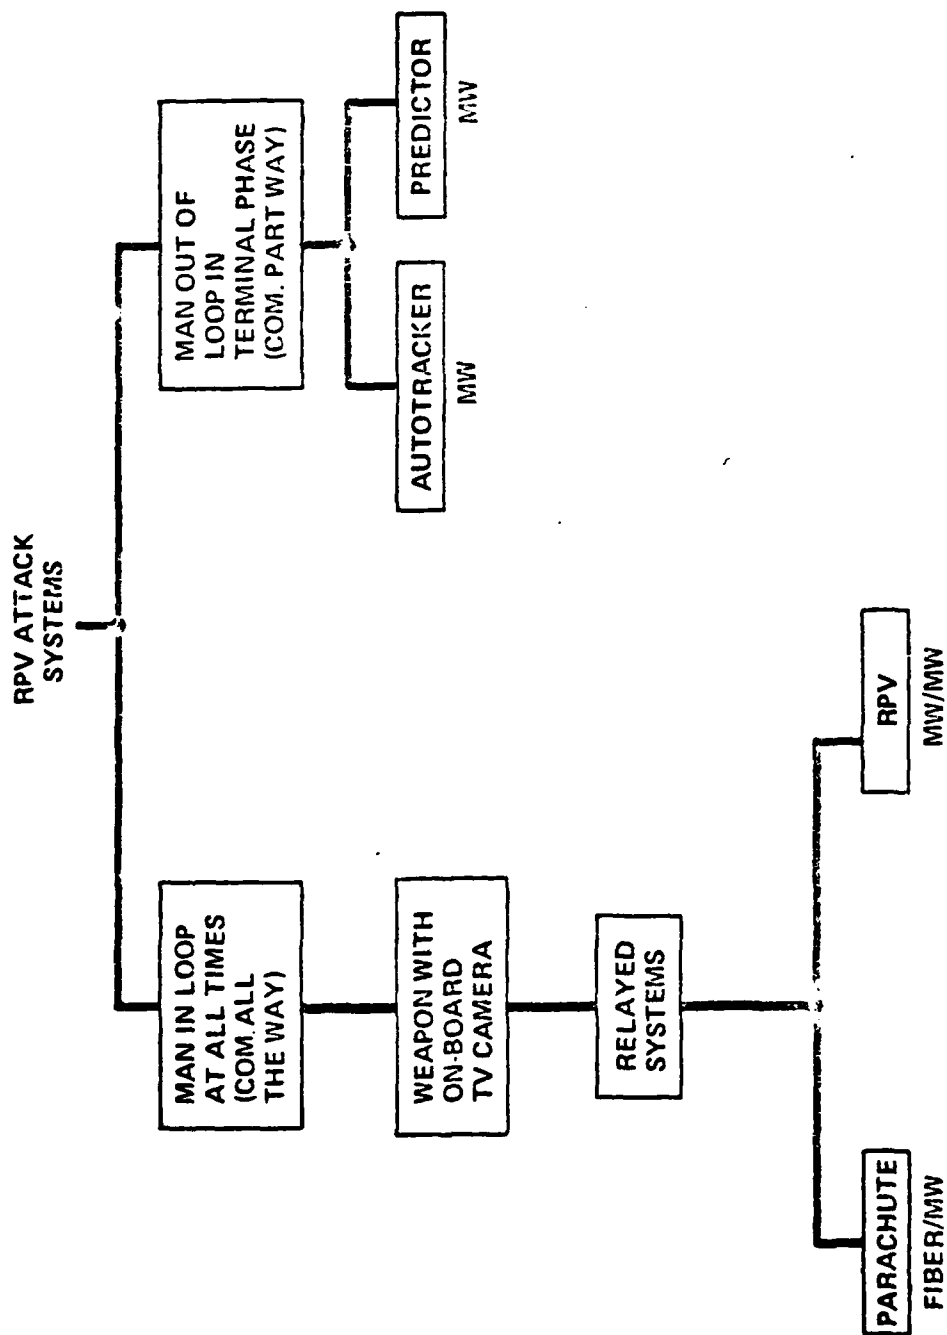 RPV ATTACK
SYSTEMS
MAN IN LOOP
AT ALL TIMES
(COM. ALL
THE WAY)
MAN OUT OF
LOOP IN
TERMINAL PHASE
(COM. PART WAY)
WEAPON WITH
ON-BOARD
TV CAMERA
AUTOTRACKER
MW
PREDICTOR
MW
RELAYED
SYSTEMS
PARACHUTE
FIBER/MW
RPV
MW/MW